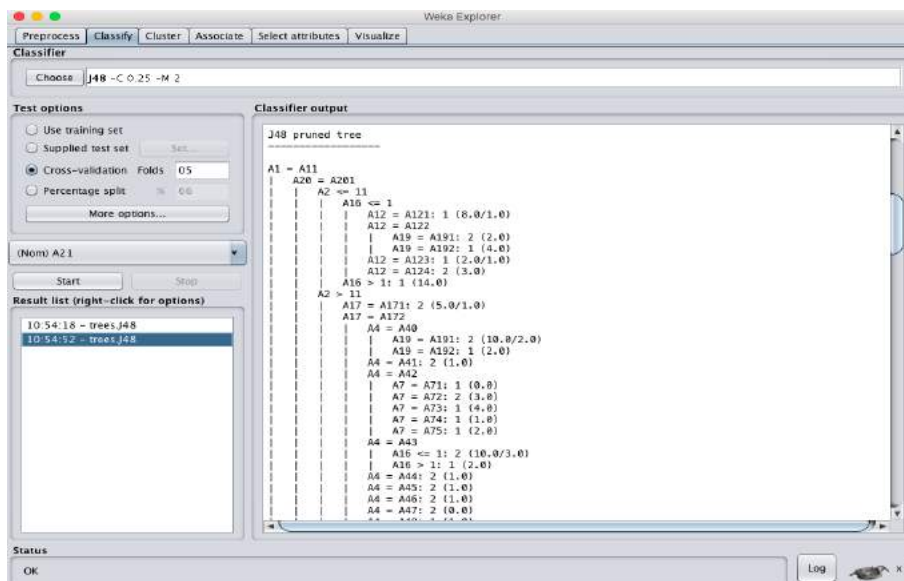 Weka Explorer
Preprocess Classify Cluster Associate Select attributes Visualize
Classifier
Choose J48 -C 0.25 -M 2
Test options
Use training set
Supplied test set Set...
Cross-validation Folds 05
Percentage split % 66
More options...
(Nom) A21
Start Stop
Result list (right-click for options)
10:54:18 - trees.J48
10:54:52 - trees.J48
Classifier output
J48 pruned tree
------------------
A1 = A11
| A20 = A201
| | A2 <= 11
| | | A16 <= 1
| | | | A12 = A121: 1 (8.0/1.0)
| | | | A12 = A122
| | | | | A19 = A191: 2 (2.0)
| | | | | A19 = A192: 1 (4.0)
| | | | A12 = A123: 1 (2.0/1.0)
| | | | A12 = A124: 2 (3.0)
| | | A16 > 1: 1 (14.0)
| | A2 > 11
| | | A17 = A171: 2 (5.0/1.0)
| | | A17 = A172
| | | | A4 = A40
| | | | | A19 = A191: 2 (10.0/2.0)
| | | | | A19 = A192: 1 (2.0)
| | | | A4 = A41: 2 (1.0)
| | | | A4 = A42
| | | | | A7 = A71: 1 (0.0)
| | | | | A7 = A72: 2 (3.0)
| | | | | A7 = A73: 1 (4.0)
| | | | | A7 = A74: 1 (1.0)
| | | | | A7 = A75: 1 (2.0)
| | | | A4 = A43
| | | | | A16 <= 1: 2 (10.0/3.0)
| | | | | A16 > 1: 1 (2.0)
| | | | A4 = A44: 2 (1.0)
| | | | A4 = A45: 2 (1.0)
| | | | A4 = A46: 2 (1.0)
| | | | A4 = A47: 2 (0.0)
Status
OK
Log x 0